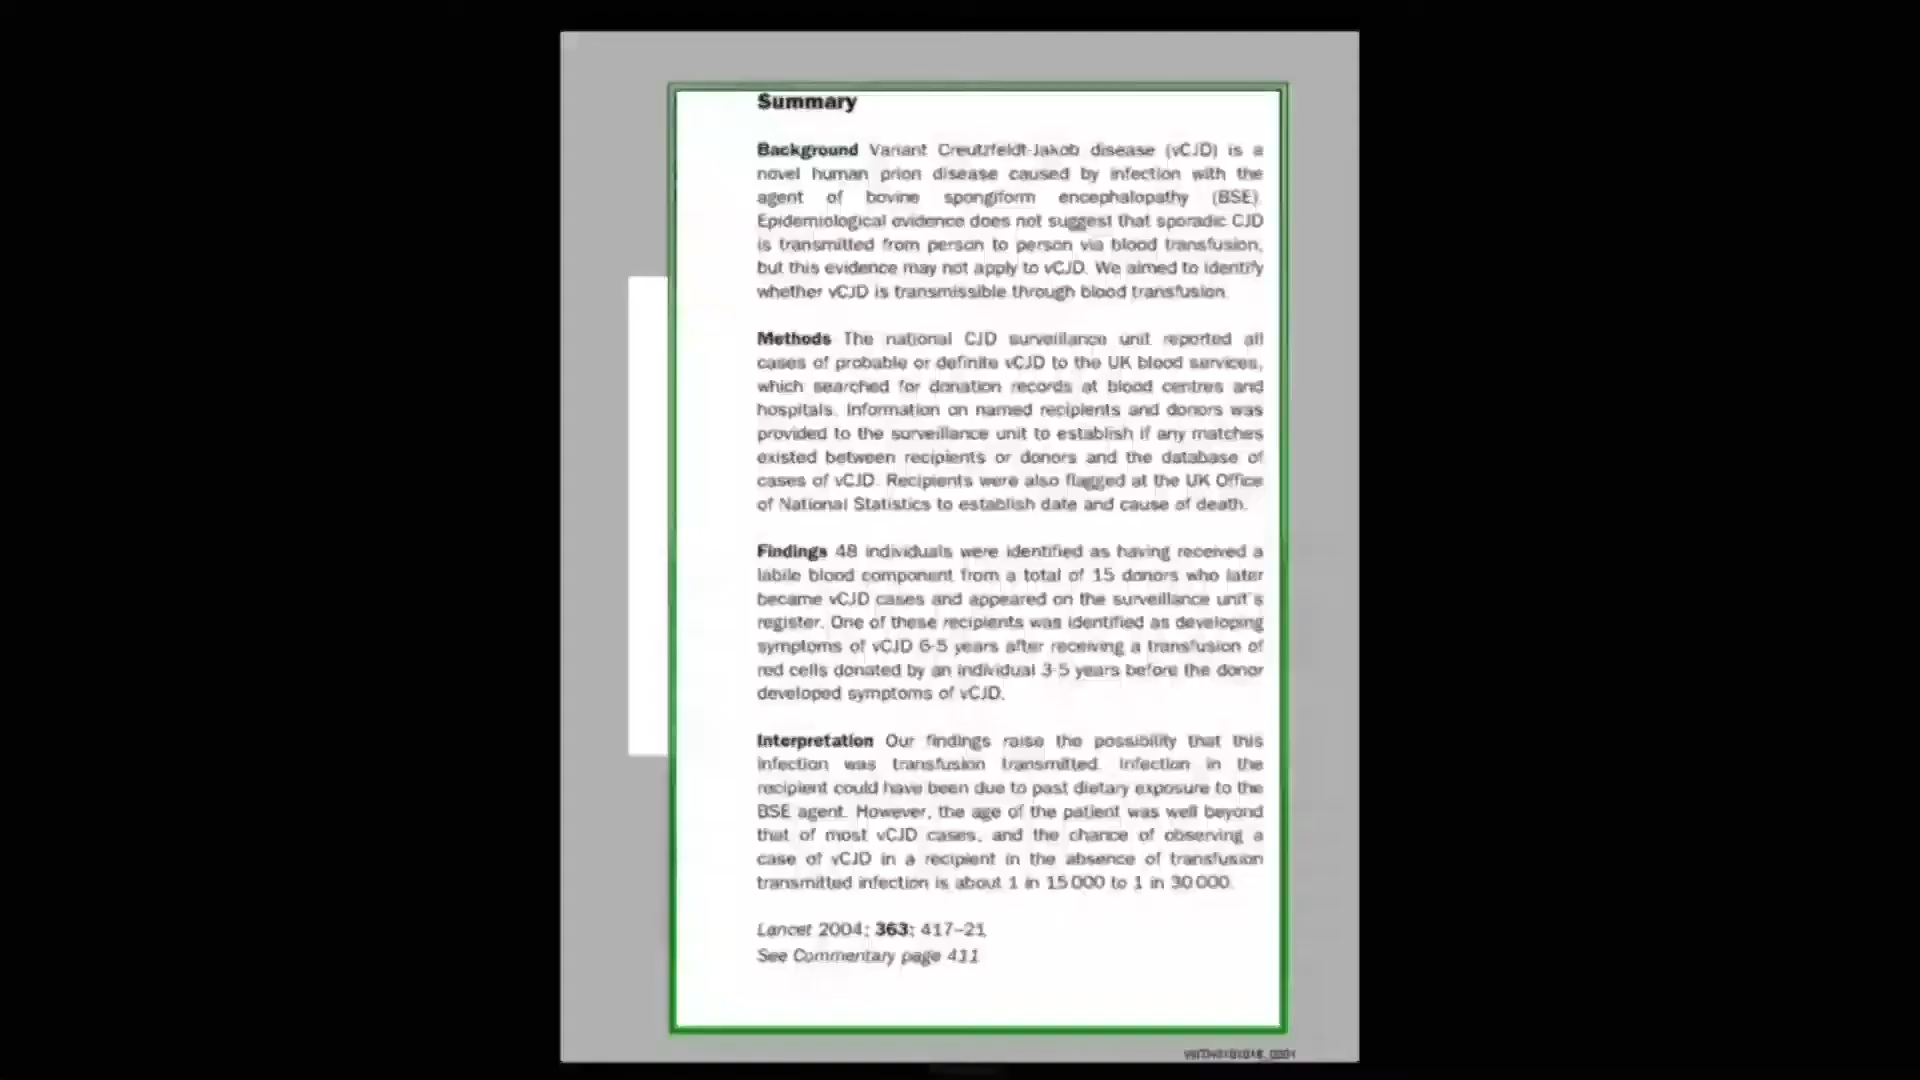 Summary
Background Variant Creutzfeldt-Jakob disease (vCJD) is a
novel human prion disease caused by infection with the
agent of bovine spongiform encephalopathy (BSE).
Epidemiological evidence does not suggest that sporadic CJD
is transmitted from person to person via blood transfusion,
but this evidence may not apply to vCJD. We aimed to identify
whether vCJD is transmissible through blood transfusion.
Methods The national CJD surveillance unit reported all
cases of probable or definite vCJD to the UK blood services,
which searched for donation records at blood centres and
hospitals. Information on named recipients and donors was
provided to the surveillance unit to establish if any matches
existed between recipients or donors and the database of
cases of vCJD. Recipients were also flagged at the UK Office
of National Statistics to establish date and cause of death.
Findings 48 individuals were identified as having received a
labile blood component from a total of 15 donors who later
became vCJD cases and appeared on the surveillance unit's
register. One of these recipients was identified as developing
symptoms of vCJD 6·5 years after receiving a transfusion of
red cells donated by an individual 3·5 years before the donor
developed symptoms of vCJD.
Interpretation Our findings raise the possibility that this
infection was transfusion transmitted. Infection in the
recipient could have been due to past dietary exposure to the
BSE agent. However, the age of the patient was well beyond
that of most vCJD cases, and the chance of observing a
case of vCJD in a recipient in the absence of transfusion
transmitted infection is about 1 in 15 000 to 1 in 30 000.
Lancet 2004; 363: 417–21
See Commentary page 411